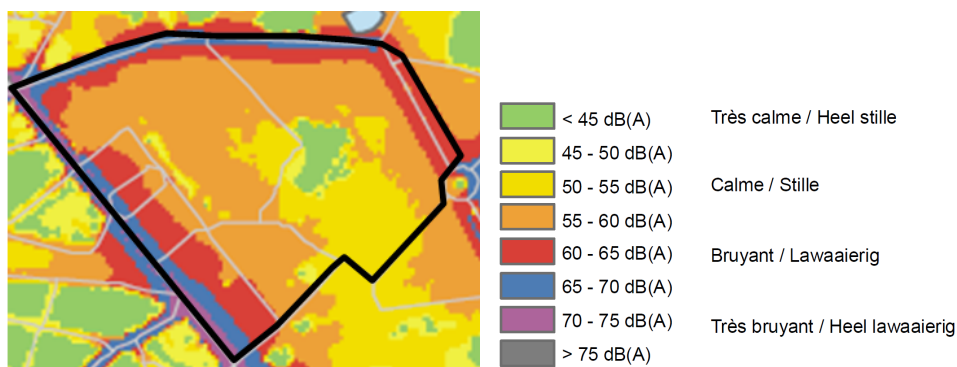 < 45 dB(A) Très calme / Heel stille
45 - 50 dB(A)
50 - 55 dB(A) Calme / Stille
55 - 60 dB(A)
60 - 65 dB(A) Bruyant / Lawaaierig
65 - 70 dB(A)
70 - 75 dB(A) Très bruyant / Heel lawaaierig
> 75 dB(A)